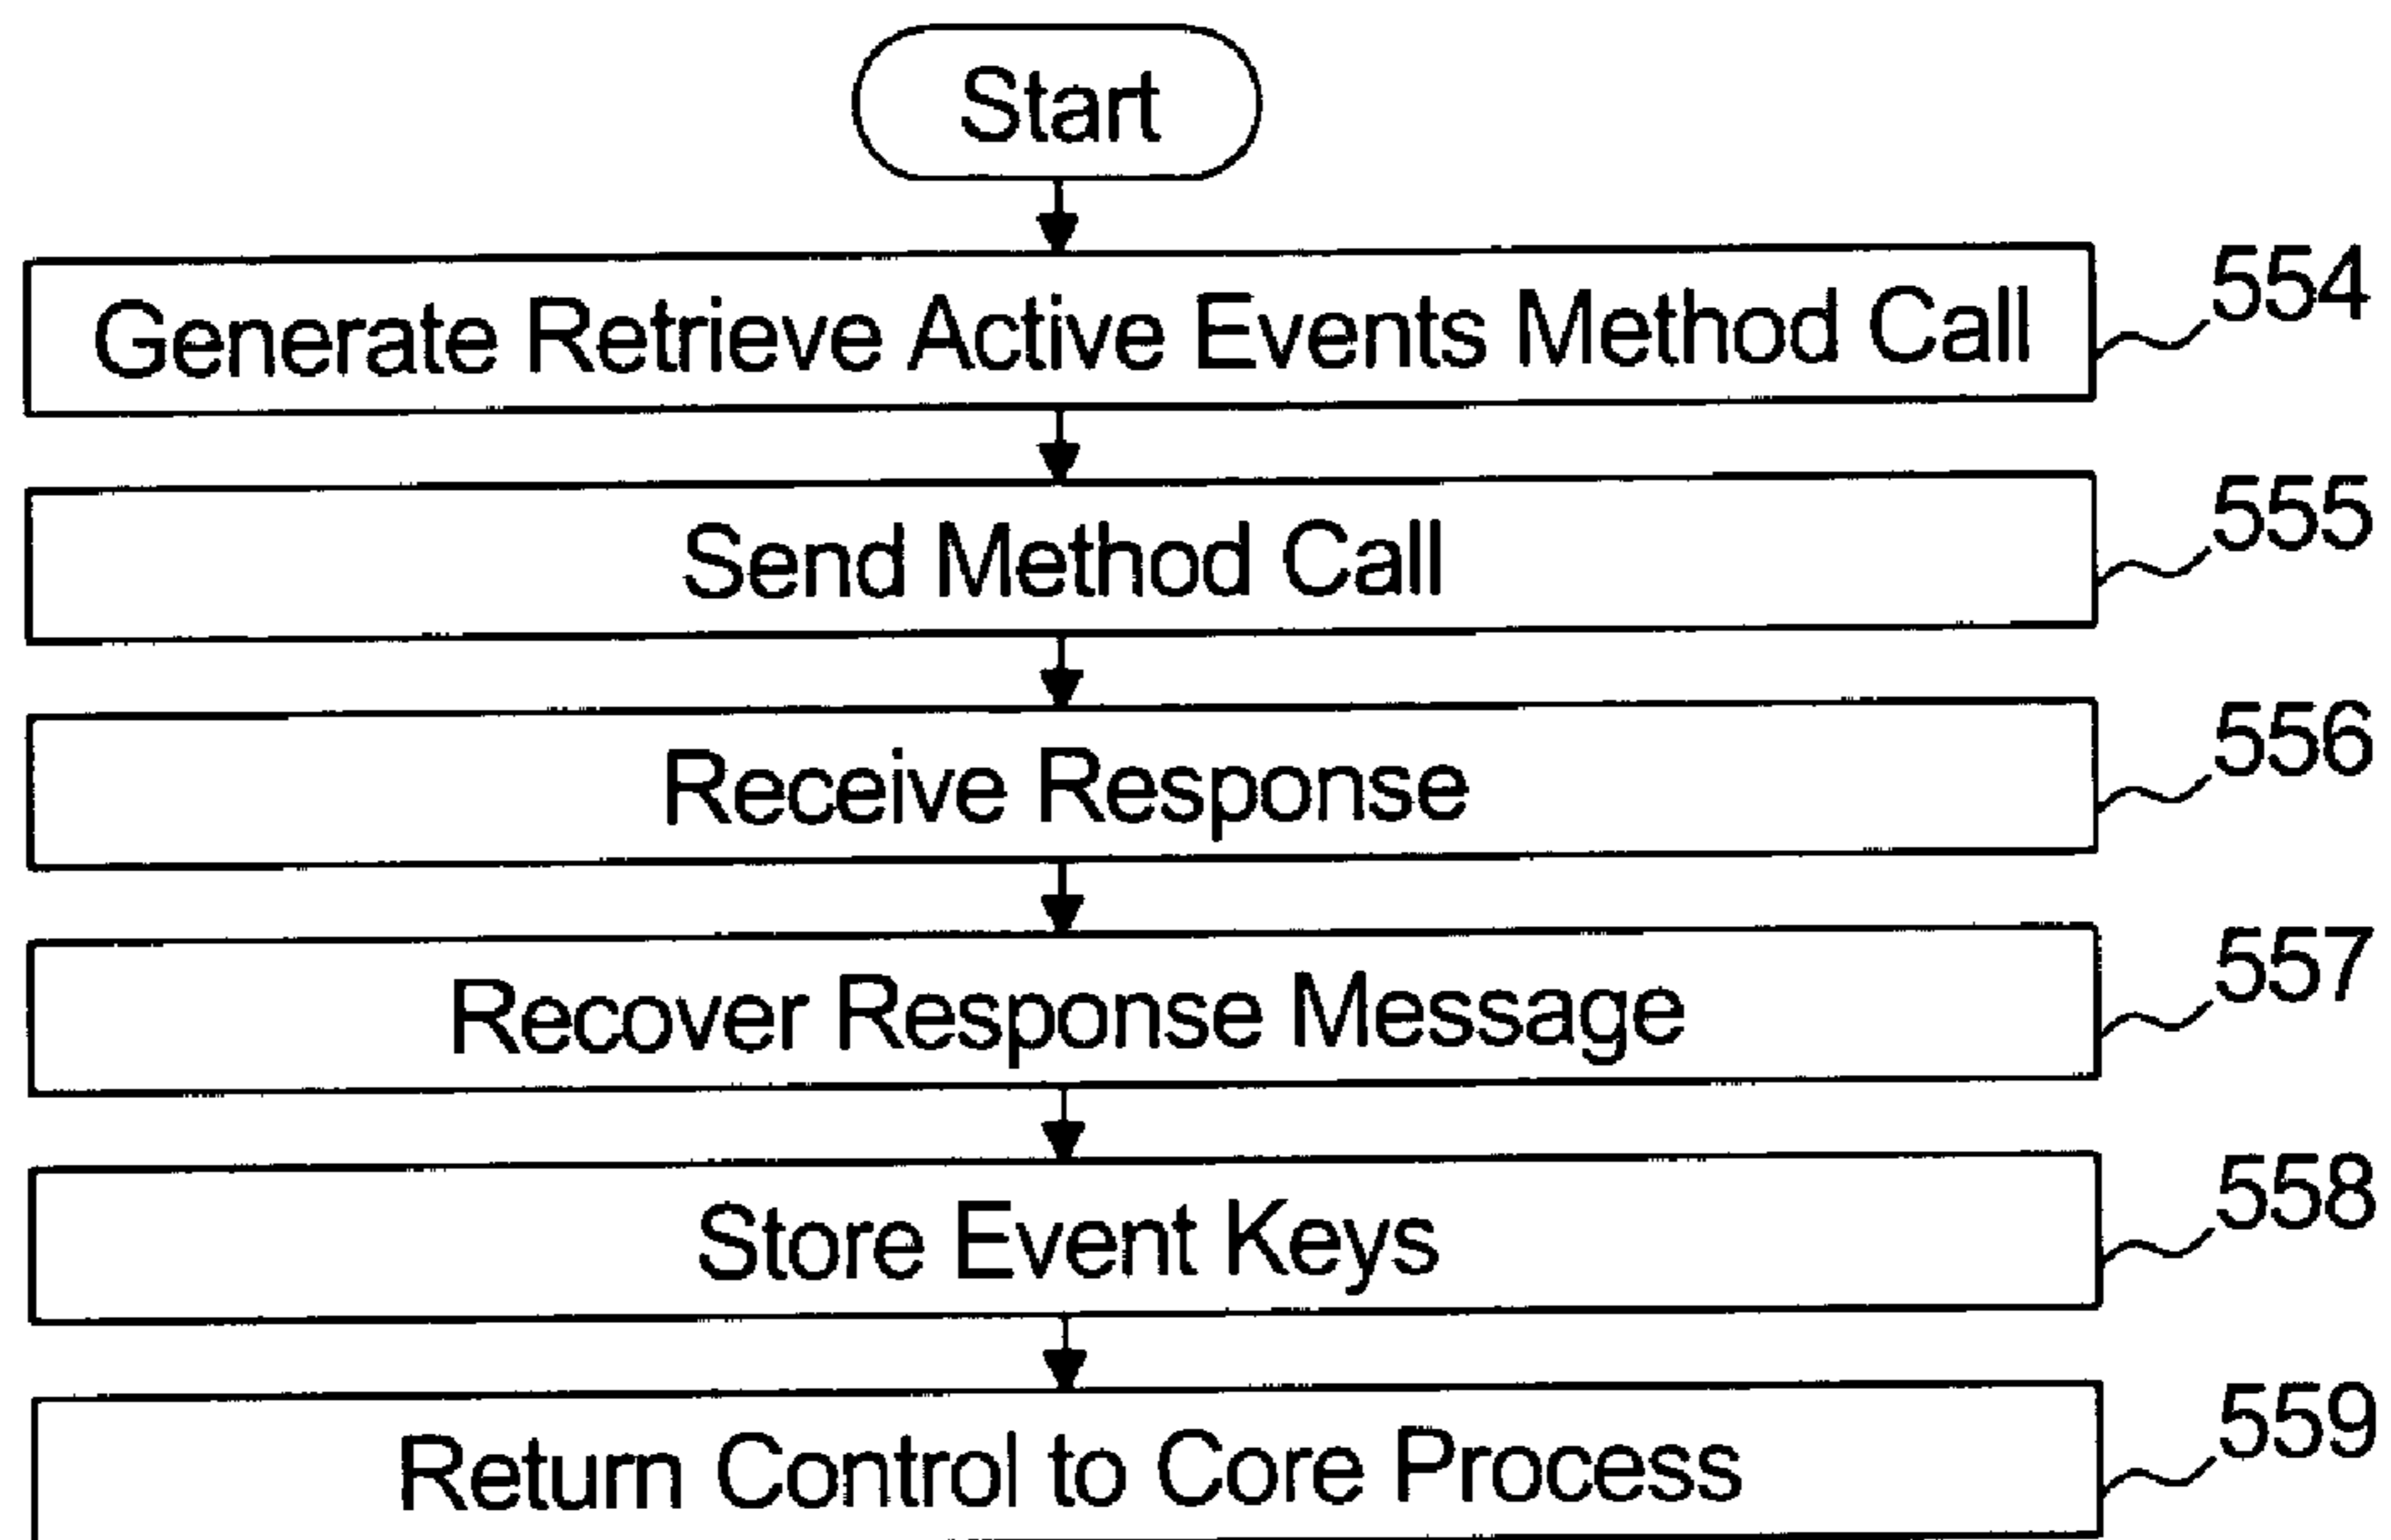 Start
Generate Retrieve Active Events Method Call
554
Send Method Call
555
Receive Response
556
Recover Response Message
557
Store Event Keys
558
Return Control to Core Process
559